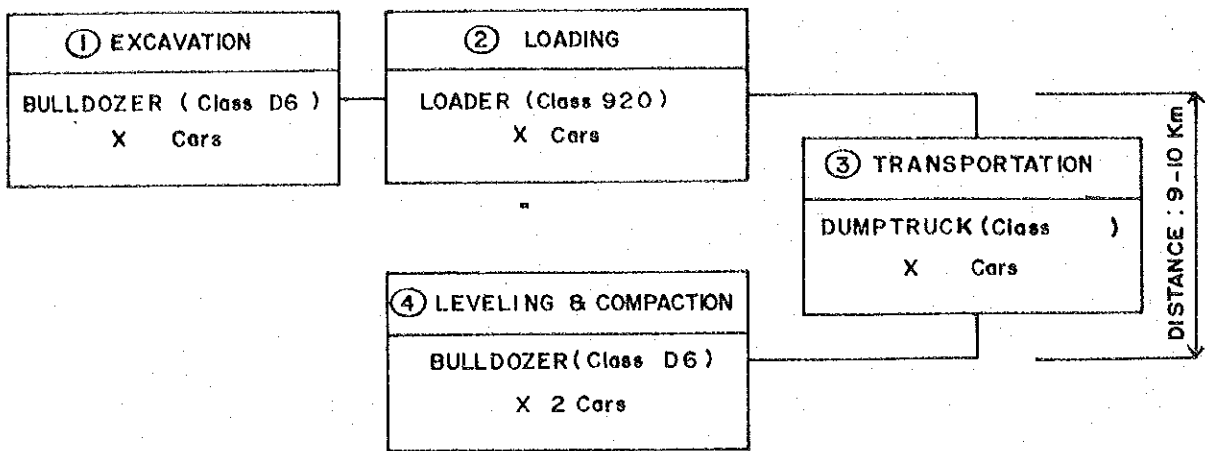 ① EXCAVATION
BULLDOZER (Class D6)
X Cars
② LOADING
LOADER (Class 920)
X Cars
③ TRANSPORTATION
DUMPTRUCK (Class )
X Cars
④ LEVELING & COMPACTION
BULLDOZER (Class D6)
X 2 Cars
DISTANCE : 9-10 Km